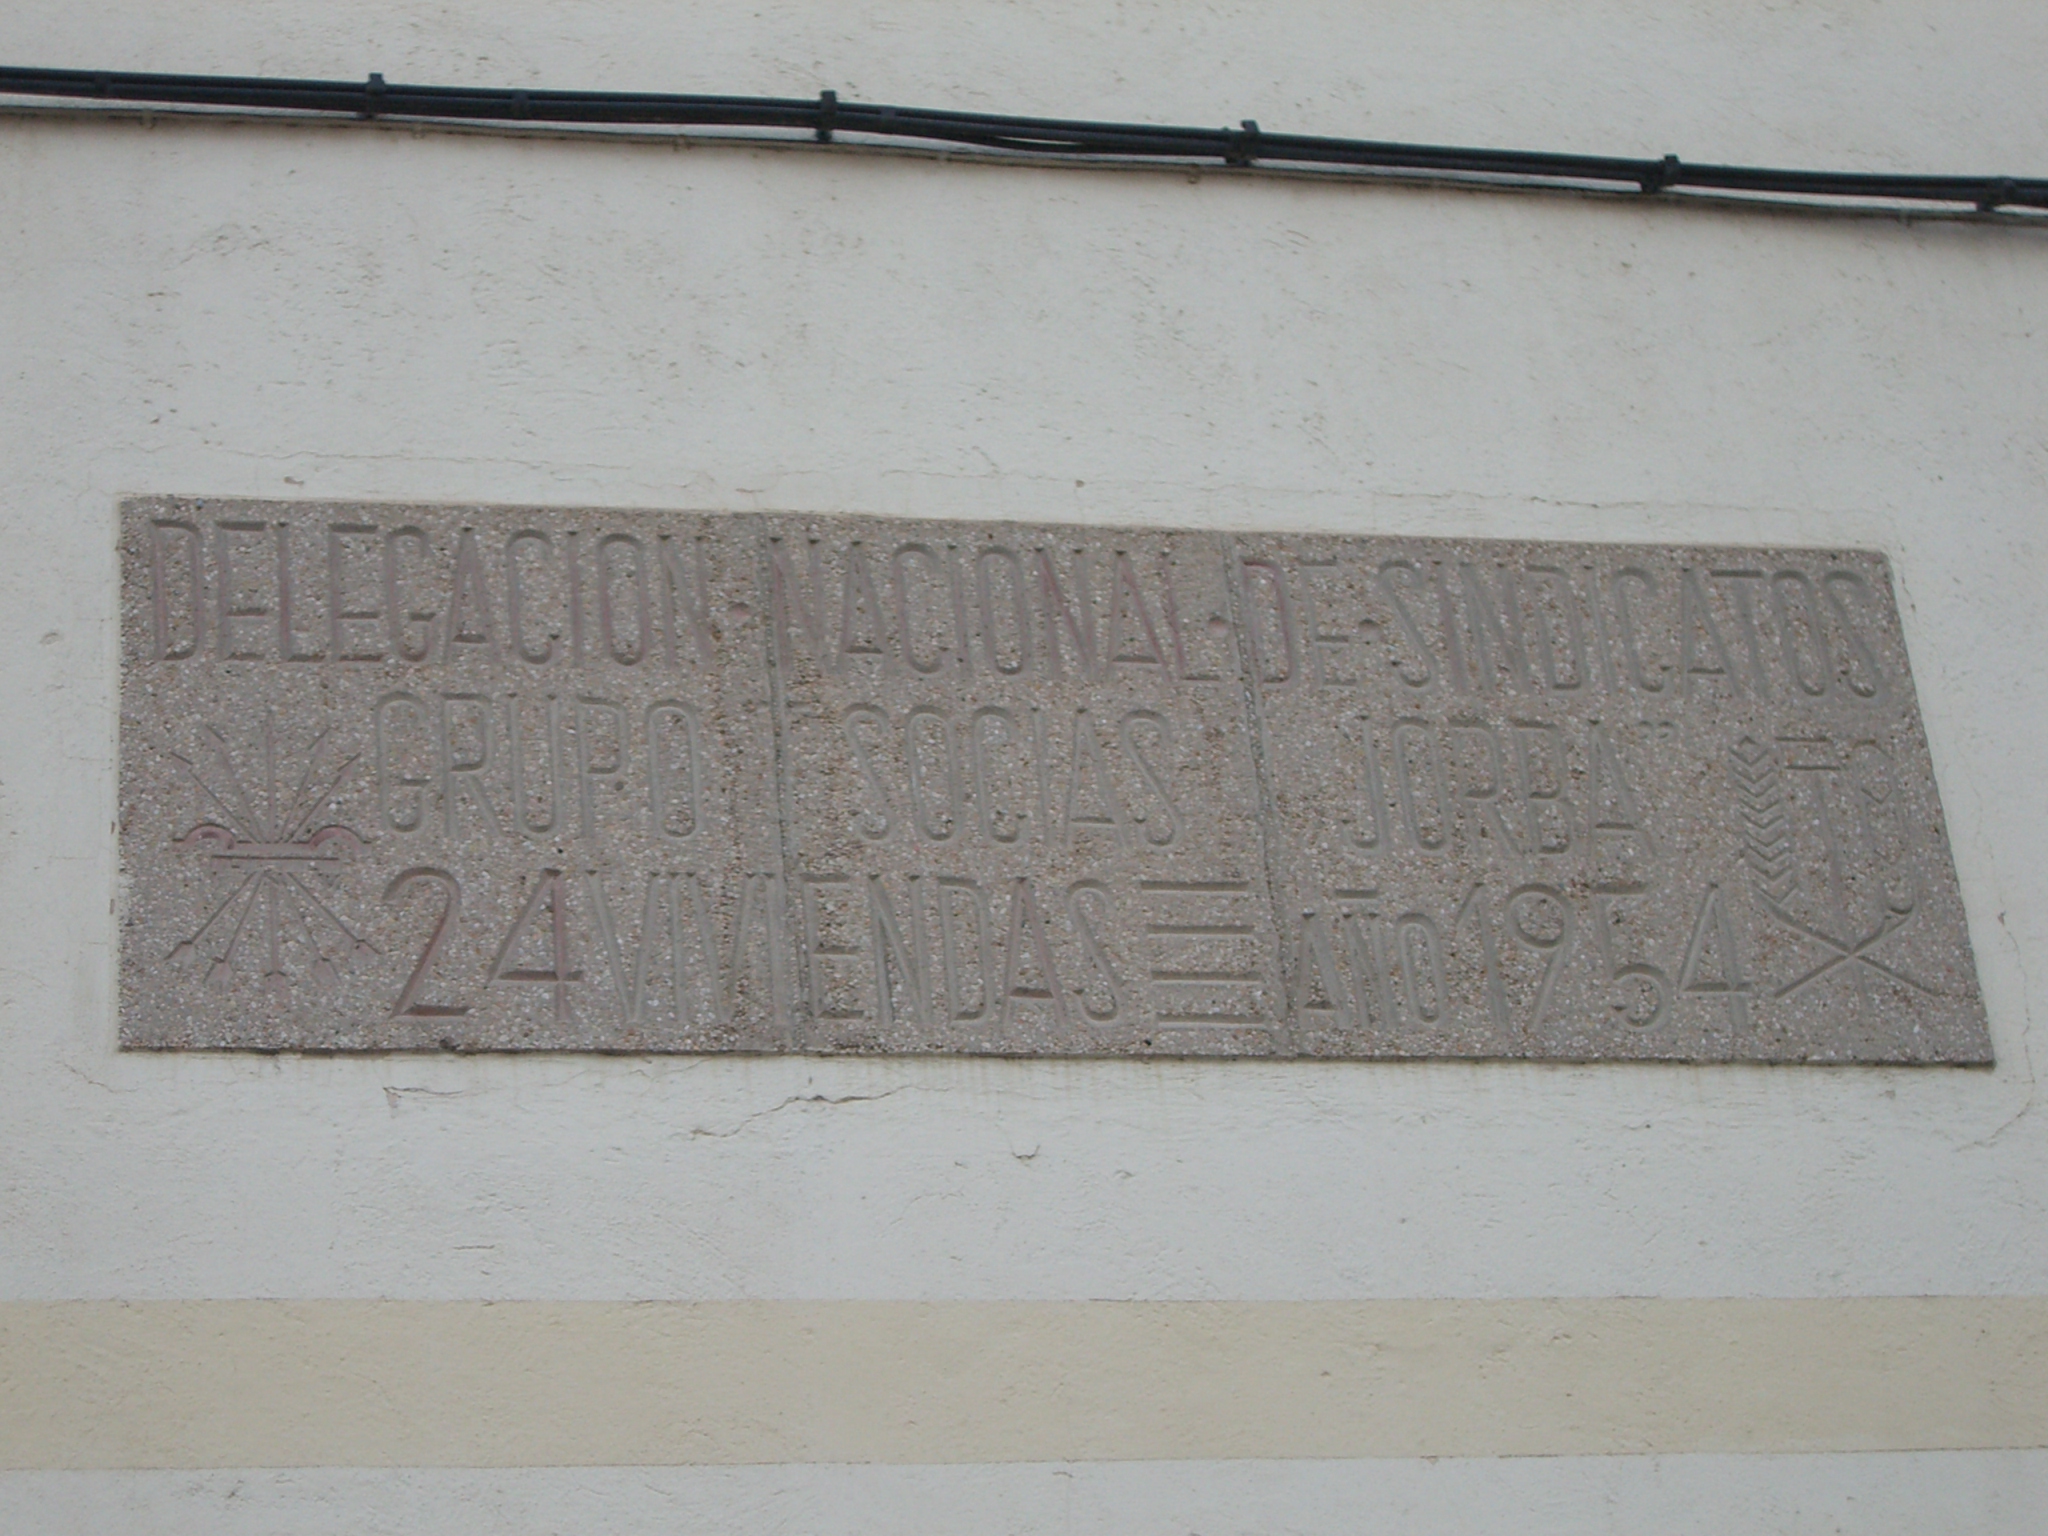 DELEGACION·NACIONAL·DE·SINDICATOS
GRUPO "SOCIAS JORBA"
24 VIVIENDAS AÑO 1954